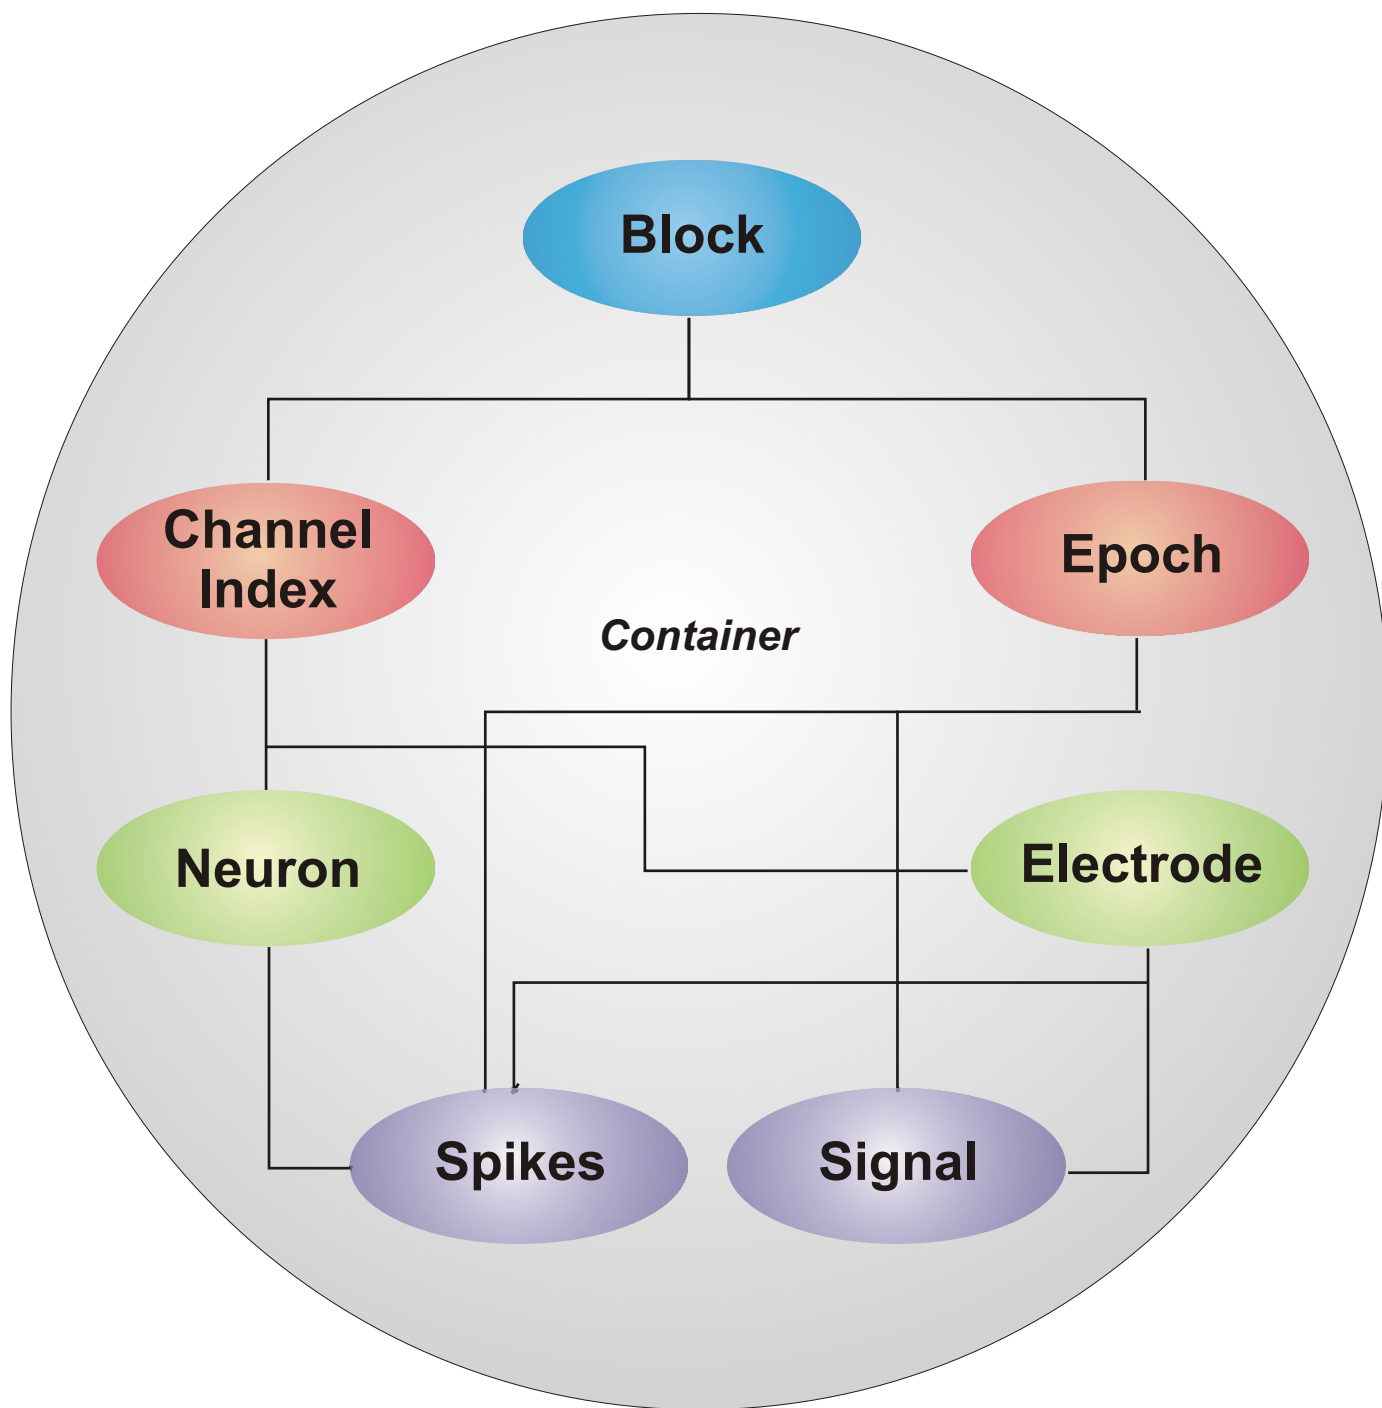 Block
Channel
Index
Epoch
Container
Neuron
Electrode
Spikes
Signal